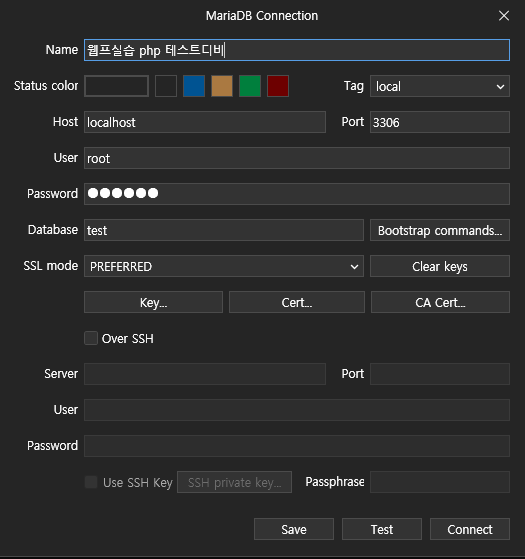 MariaDB Connection
Name 웹프실습 php 테스트디비
Status color Tag local
Host localhost Port 3306
User root
Password ●●●●●●
Database test Bootstrap commands...
SSL mode PREFERRED Clear keys
Key... Cert... CA Cert...
Over SSH
Server Port
User
Password
Use SSH Key SSH private key... Passphrase
Save Test Connect